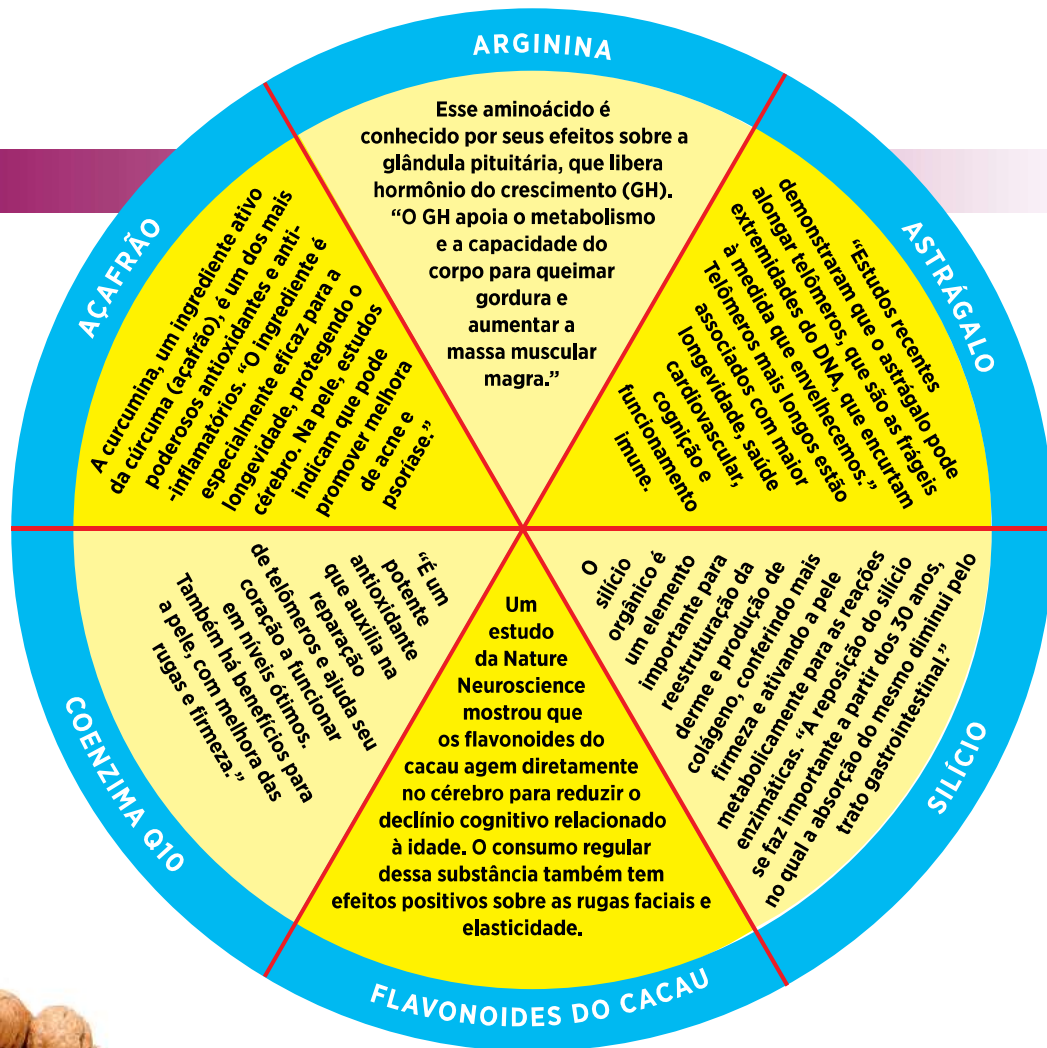 ARGININA
Esse aminoácido é
conhecido por seus efeitos sobre a
glândula pituitária, que libera
hormônio do crescimento (GH).
“O GH apoia o metabolismo
e a capacidade do
corpo para queimar
gordura e
aumentar a
massa muscular
magra.”
ASTRÁGALO
“Estudos recentes
demonstraram que o astrágalo pode
alongar telômeros, que são as frágeis
extremidades do DNA, que encurtam
à medida que envelhecemos.”
Telômeros mais longos estão
associados com maior
longevidade, saúde
cardiovascular,
cognição e
funcionamento
imune.
SILÍCIO
O
silício
orgânico é
um elemento
importante para
reestruturação da
derme e produção de
colágeno, conferindo mais
firmeza e ativando a pele
metabolicamente para as reações
enzimáticas. “A reposição do silício
se faz importante a partir dos 30 anos,
no qual a absorção do mesmo diminui pelo
trato gastrointestinal.”
FLAVONOIDES DO CACAU
Um
estudo
da Nature
Neuroscience
mostrou que
os flavonoides do
cacau agem diretamente
no cérebro para reduzir o
declínio cognitivo relacionado
à idade. O consumo regular
dessa substância também tem
efeitos positivos sobre as rugas faciais e
elasticidade.
COENZIMA Q10
“É um
potente
antioxidante
que auxilia na
reparação
de telômeros e ajuda seu
coração a funcionar
em níveis ótimos.
Também há benefícios para
a pele, com melhora das
rugas e firmeza.”
AÇAFRÃO
A curcumina, um ingrediente ativo
da cúrcuma (açafrão), é um dos mais
poderosos antioxidantes e anti-
-inflamatórios. “O ingrediente é
especialmente eficaz para a
longevidade, protegendo o
cérebro. Na pele, estudos
indicam que pode
promover melhora
de acne e
psoríase.”